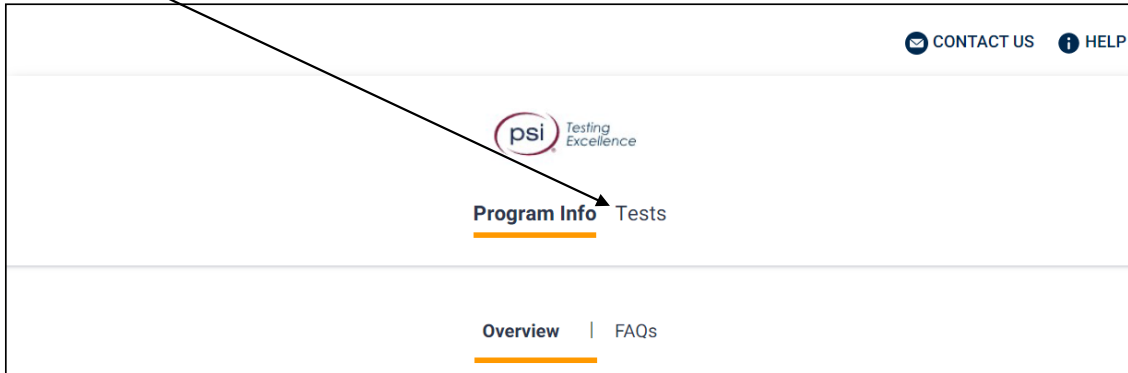 CONTACT US HELP
psi Testing
Excellence
Program Info Tests
Overview | FAQs